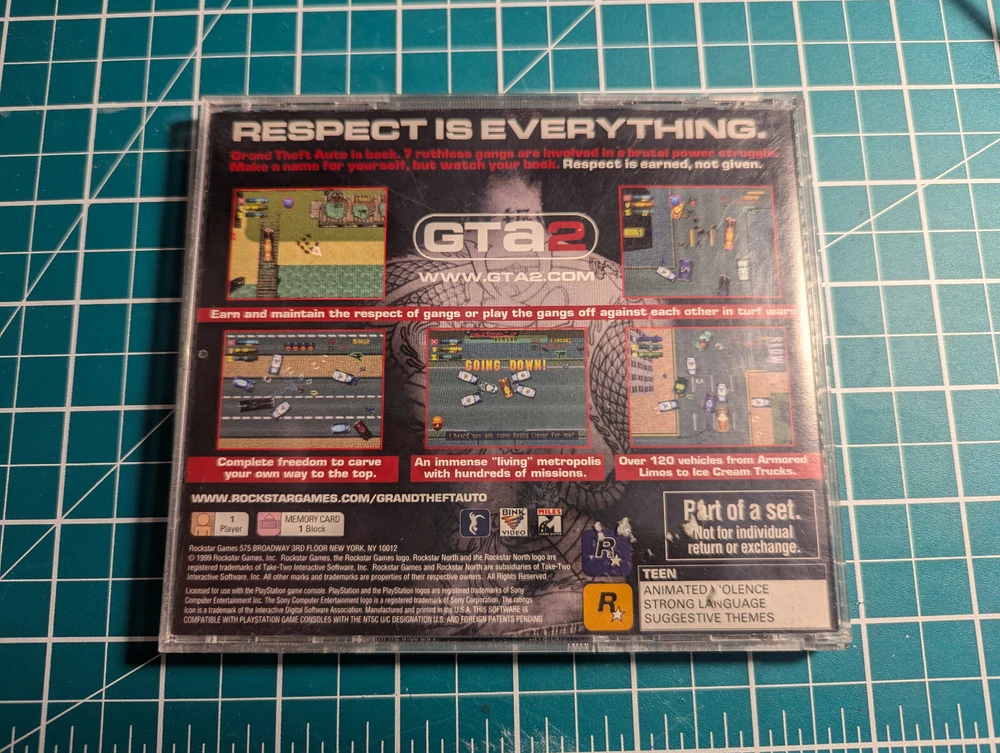 RESPECT IS EVERYTHING.
Grand Theft Auto is back. 7 ruthless gangs are involved in a brutal power struggle.
Make a name for yourself, but watch your back. Respect is earned, not given.
GTa2
WWW.GTA2.COM
Earn and maintain the respect of gangs or play the gangs off against each other in turf wars
GOING DOWN!
I heard you got some Beany Liquor for me?
SLOW
Complete freedom to carve
your own way to the top.
An immense "living" metropolis
with hundreds of missions.
Over 120 vehicles from Armored
Limos to Ice Cream Trucks.
WWW.ROCKSTARGAMES.COM/GRANDTHEFTAUTO
1
Player
MEMORY CARD
1 Block
BINK
VIDEO
MILES
Part of a set.
Not for individual
return or exchange.
Rockstar Games 575 BROADWAY 3RD FLOOR NEW YORK, NY 10012
© 1999 Rockstar Games, Inc. Rockstar Games, the Rockstar Games logo, Rockstar North and the Rockstar North logo are
registered trademarks of Take-Two Interactive Software, Inc. Rockstar Games and Rockstar North are subsidiaries of Take-Two
Interactive Software, Inc. All other marks and trademarks are properties of their respective owners. All Rights Reserved.
Licensed for use with the PlayStation game console. PlayStation and the PlayStation logos are registered trademarks of Sony
Computer Entertainment Inc. The Sony Computer Entertainment logo is a registered trademark of Sony Corporation. The ratings
icon is a trademark of the Interactive Digital Software Association. Manufactured and printed in the U.S.A. THIS SOFTWARE IS
COMPATIBLE WITH PLAYSTATION GAME CONSOLES WITH THE NTSC U/C DESIGNATION U.S. AND FOREIGN PATENTS PENDING
R
R
TEEN
ANIMATED VIOLENCE
STRONG LANGUAGE
SUGGESTIVE THEMES